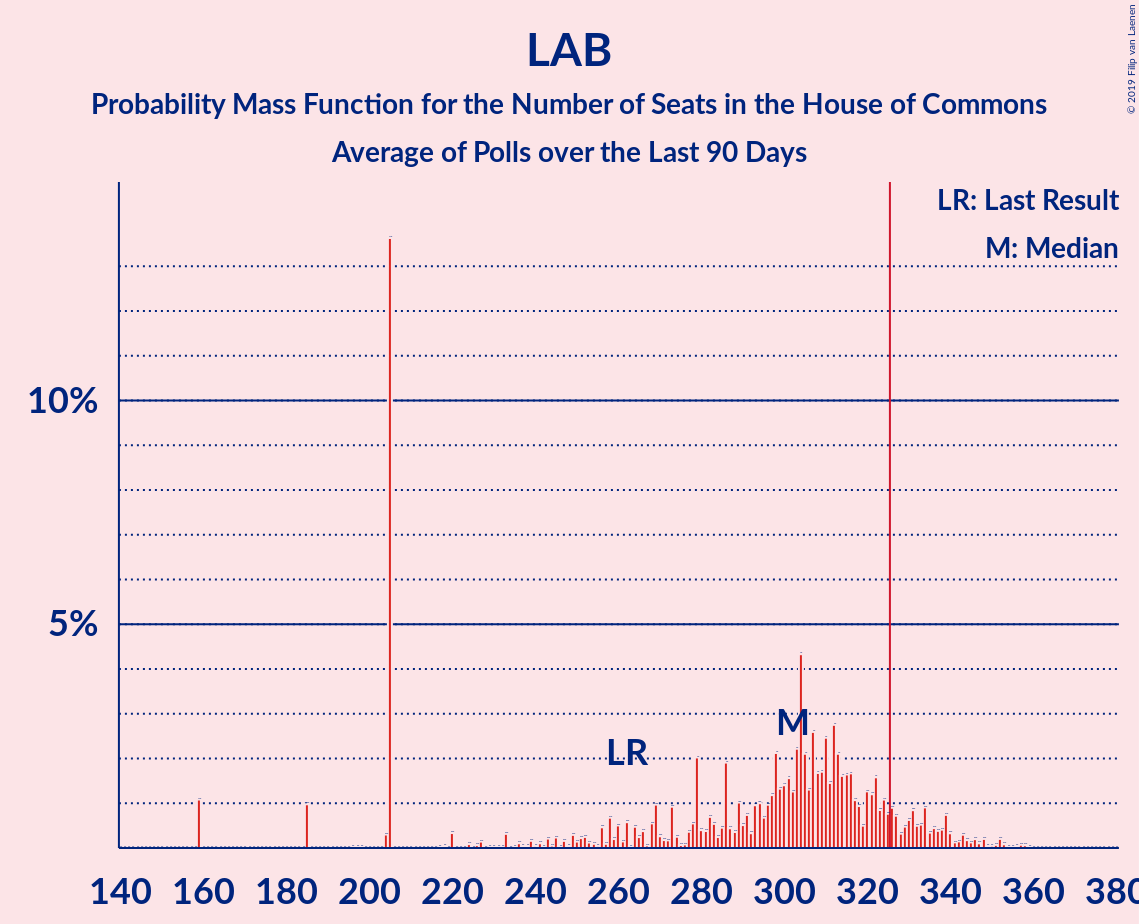 LAB
Probability Mass Function for the Number of Seats in the House of Commons
Average of Polls over the Last 90 Days
© 2019 Filip van Laenen
LR: Last Result
M: Median
10%
5%
LR
M
140 160 180 200 220 240 260 280 300 320 340 360 380